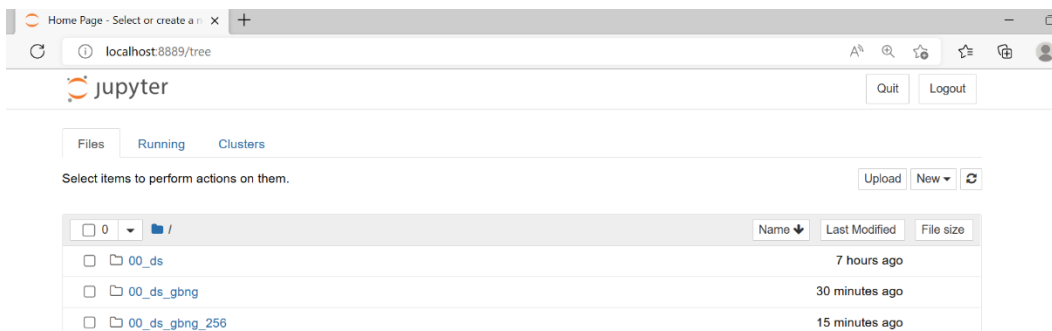 Home Page - Select or create a n
localhost:8889/tree
jupyter
Quit Logout
Files Running Clusters
Select items to perform actions on them.
Upload New
0 / Name Last Modified File size
00_ds 7 hours ago
00_ds_gbng 30 minutes ago
00_ds_gbng_256 15 minutes ago